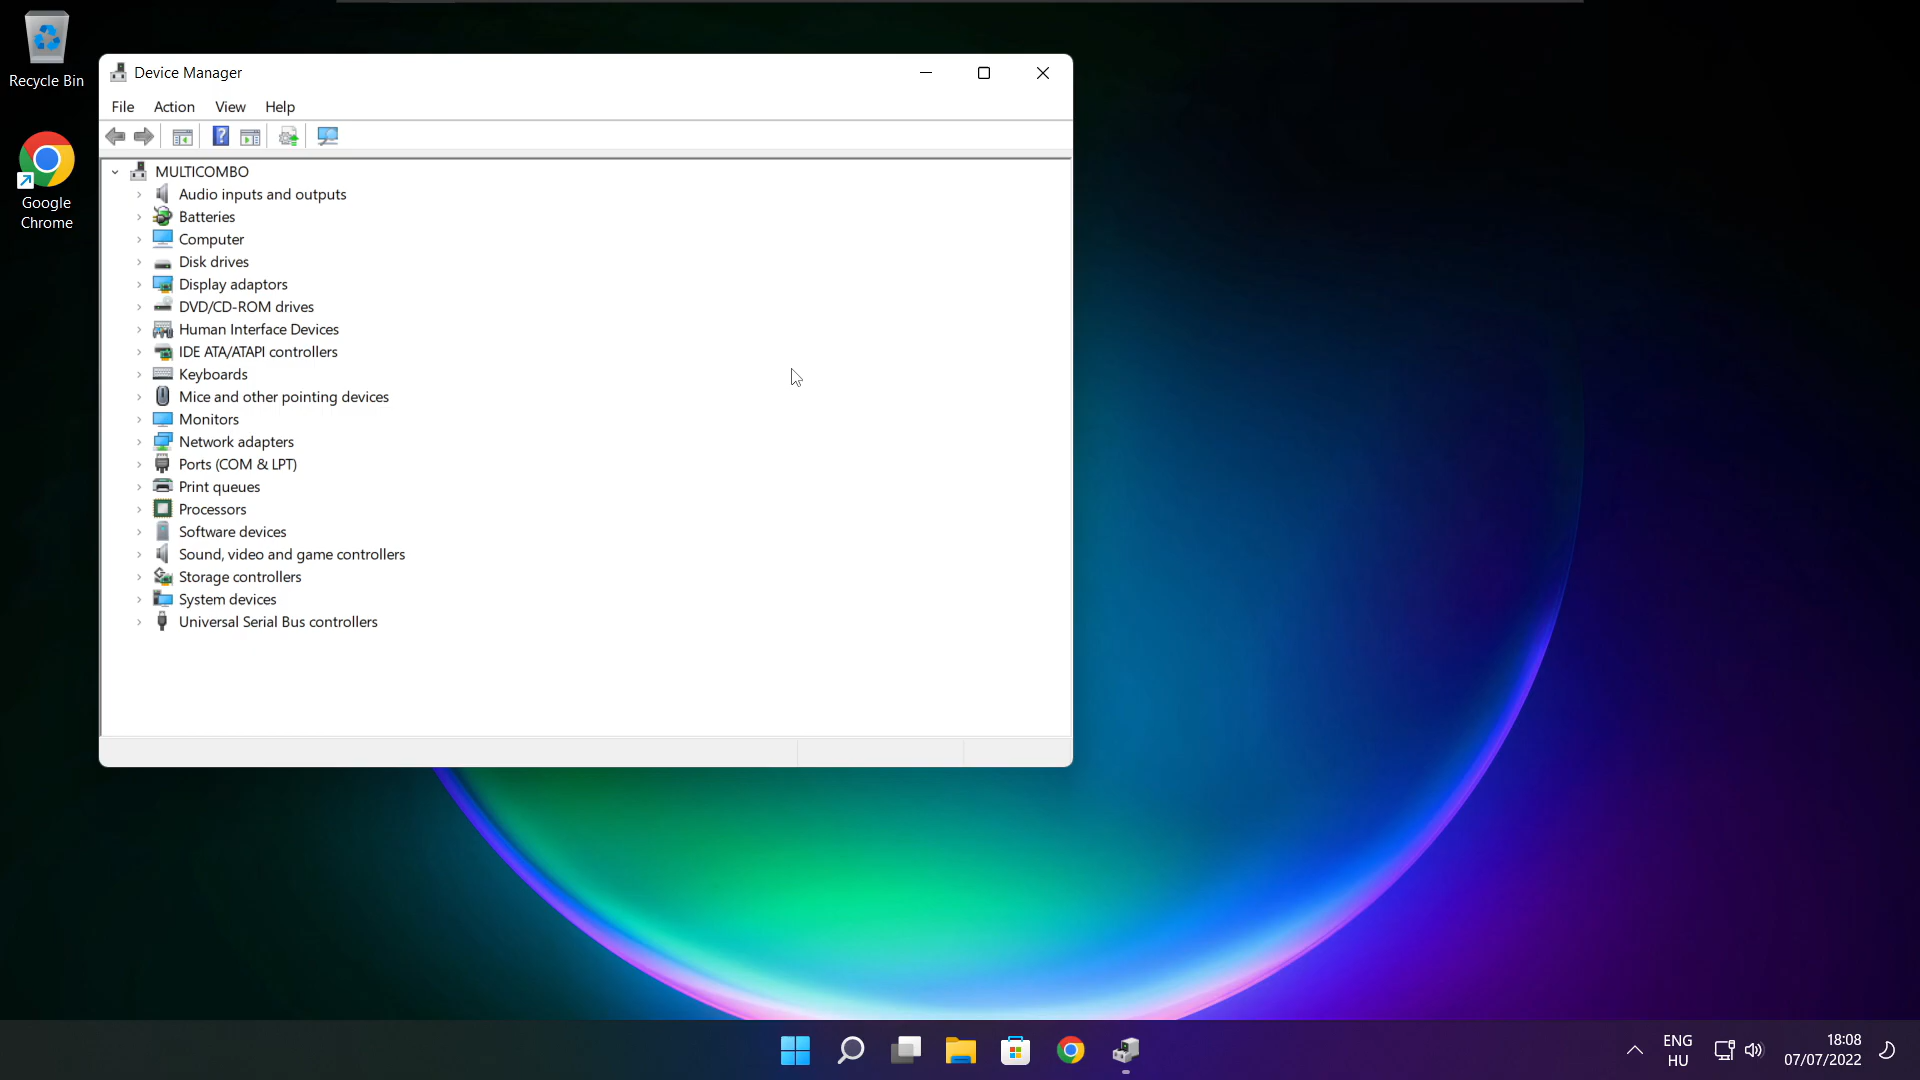 Recycle Bin
Google
Chrome
Device Manager
File Action View Help
MULTICOMBO
Audio inputs and outputs
Batteries
Computer
Disk drives
Display adaptors
DVD/CD-ROM drives
Human Interface Devices
IDE ATA/ATAPI controllers
Keyboards
Mice and other pointing devices
Monitors
Network adapters
Ports (COM & LPT)
Print queues
Processors
Software devices
Sound, video and game controllers
Storage controllers
System devices
Universal Serial Bus controllers
ENG
HU
18:08
07/07/2022